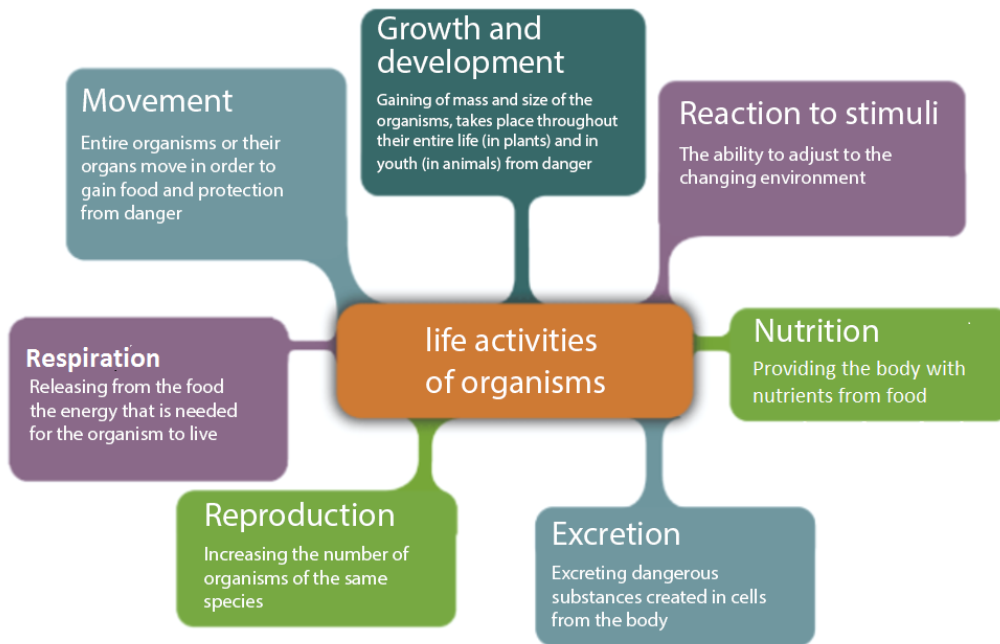 Growth and
development
Gaining of mass and size of the
organisms, takes place throughout
their entire life (in plants) and in
youth (in animals) from danger
Movement
Entire organisms or their
organs move in order to
gain food and protection
from danger
Reaction to stimuli
The ability to adjust to the
changing environment
life activities
of organisms
Respiration
Releasing from the food
the energy that is needed
for the organism to live
Nutrition
Providing the body with
nutrients from food
Reproduction
Increasing the number of
organisms of the same
species
Excretion
Excreting dangerous
substances created in cells
from the body